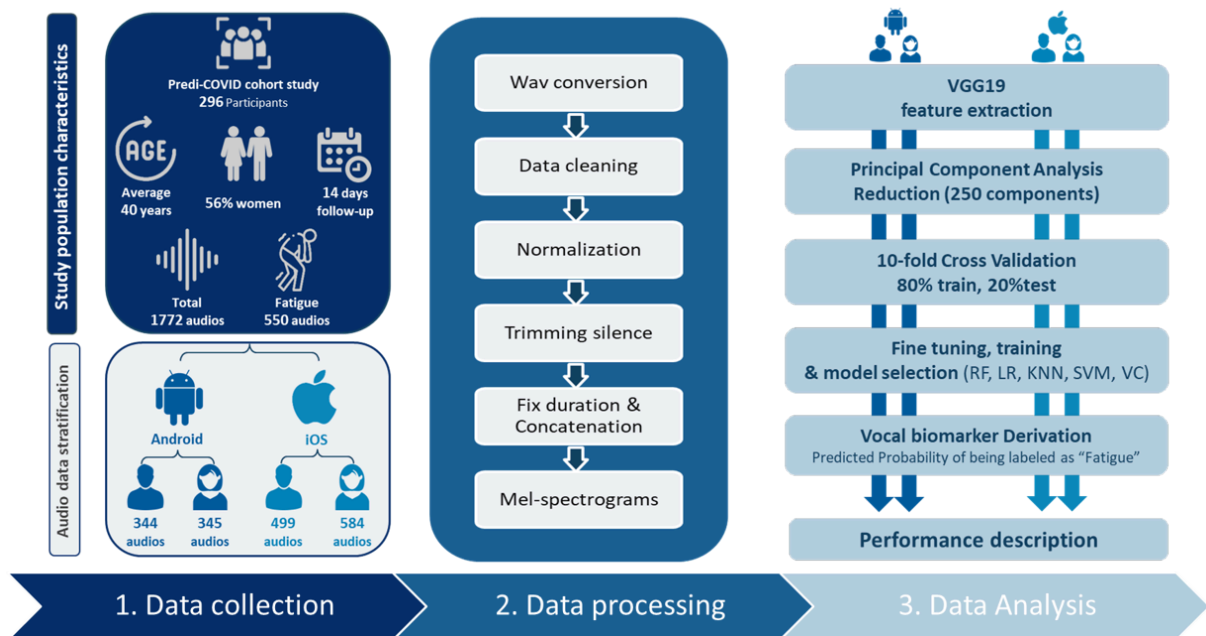 Study population characteristics
Predi-COVID cohort study
296 Participants
AGE
Average
40 years
56% women
14 days
follow-up
Total
1772 audios
Fatigue
550 audios
Audio data stratification
Android
iOS
344
audios
345
audios
499
audios
584
audios
1. Data collection
Wav conversion
Data cleaning
Normalization
Trimming silence
Fix duration &
Concatenation
Mel-spectrograms
2. Data processing
VGG19
feature extraction
Principal Component Analysis
Reduction (250 components)
10-fold Cross Validation
80% train, 20%test
Fine tuning, training
& model selection (RF, LR, KNN, SVM, VC)
Vocal biomarker Derivation
Predicted Probability of being labeled as “Fatigue”
Performance description
3. Data Analysis